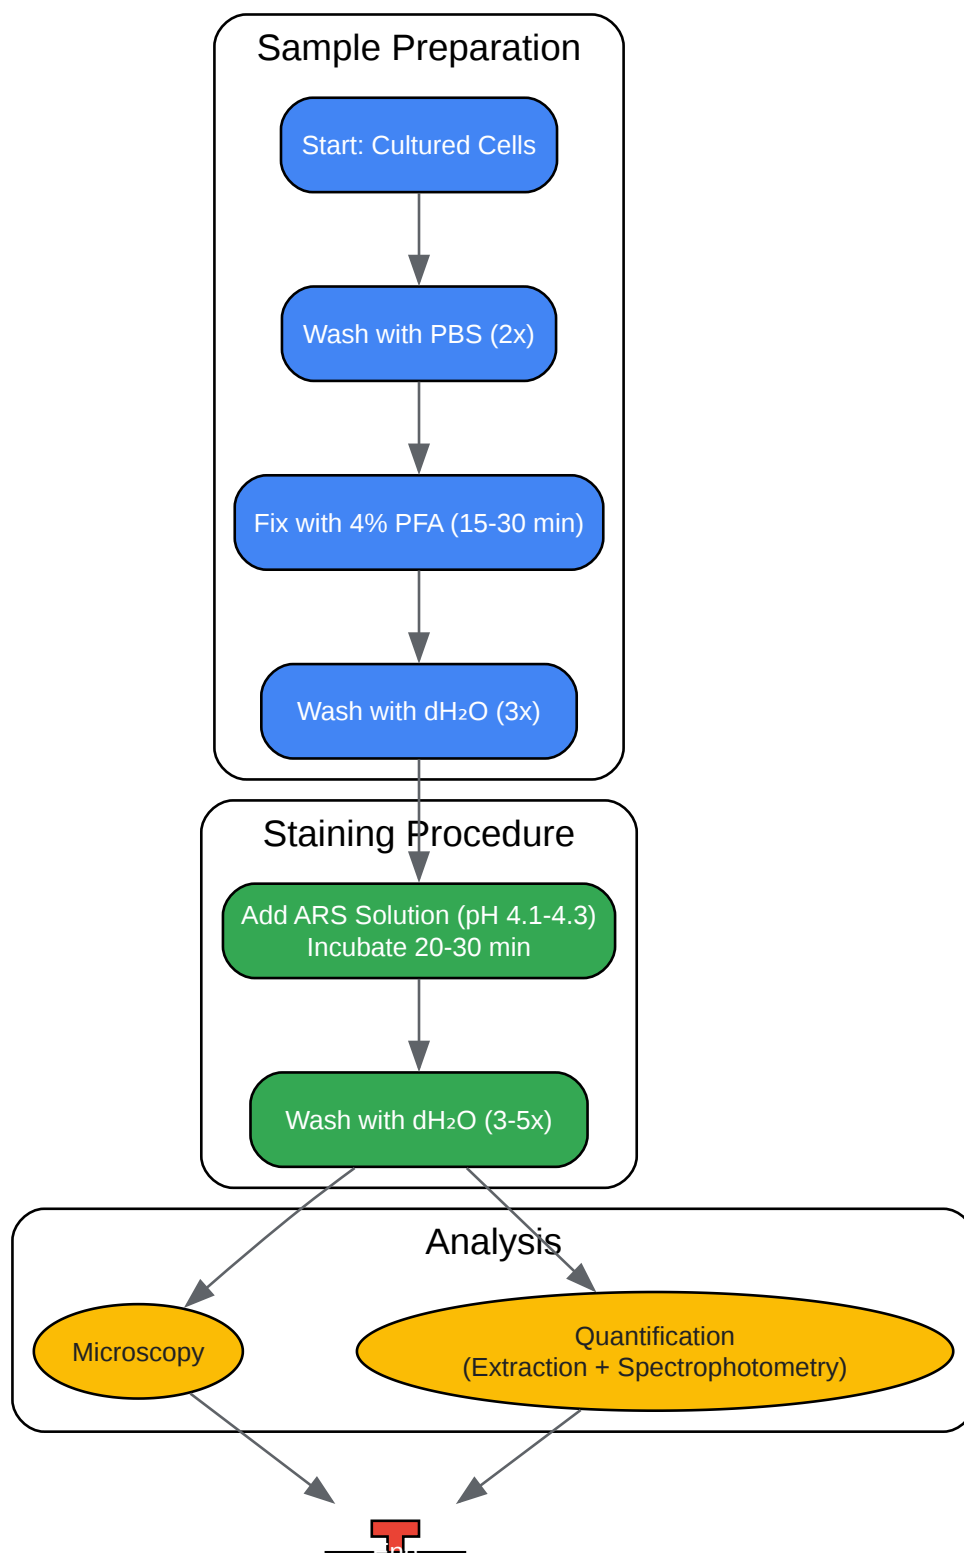 Sample Preparation
Start: Cultured Cells
Wash with PBS (2x)
Fix with 4% PFA (15-30 min)
Wash with dH₂O (3x)
Staining Procedure
Add ARS Solution (pH 4.1-4.3)
Incubate 20-30 min
Wash with dH₂O (3-5x)
Analysis
Microscopy
Quantification
(Extraction + Spectrophotometry)